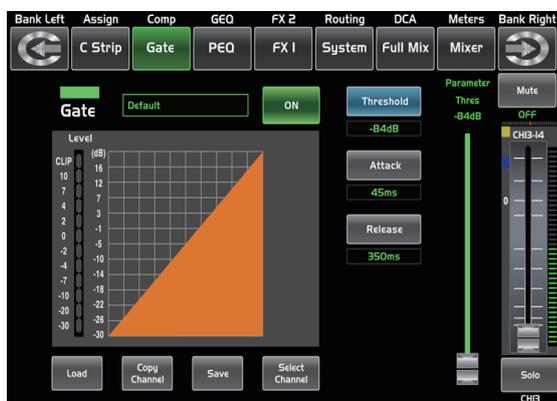 Bank Left Assign Comp GEQ FX 2 Routing DCA Meters Bank Right
C Strip Gate PEQ FX 1 System Full Mix Mixer
Gate Default ON
Threshold
-84dB
Attack
45ms
Release
350ms
Parameter
Thres
-84dB
Mute
OFF
CH13-14
0
Level
CLIP
10
7
4
2
0
-2
-4
-7
-10
-20
-30
(dB)
16
12
7
3
-1
-5
-10
-14
-18
-22
-26
-30
Load
Copy
Channel
Save
Select
Channel
Solo
CH13